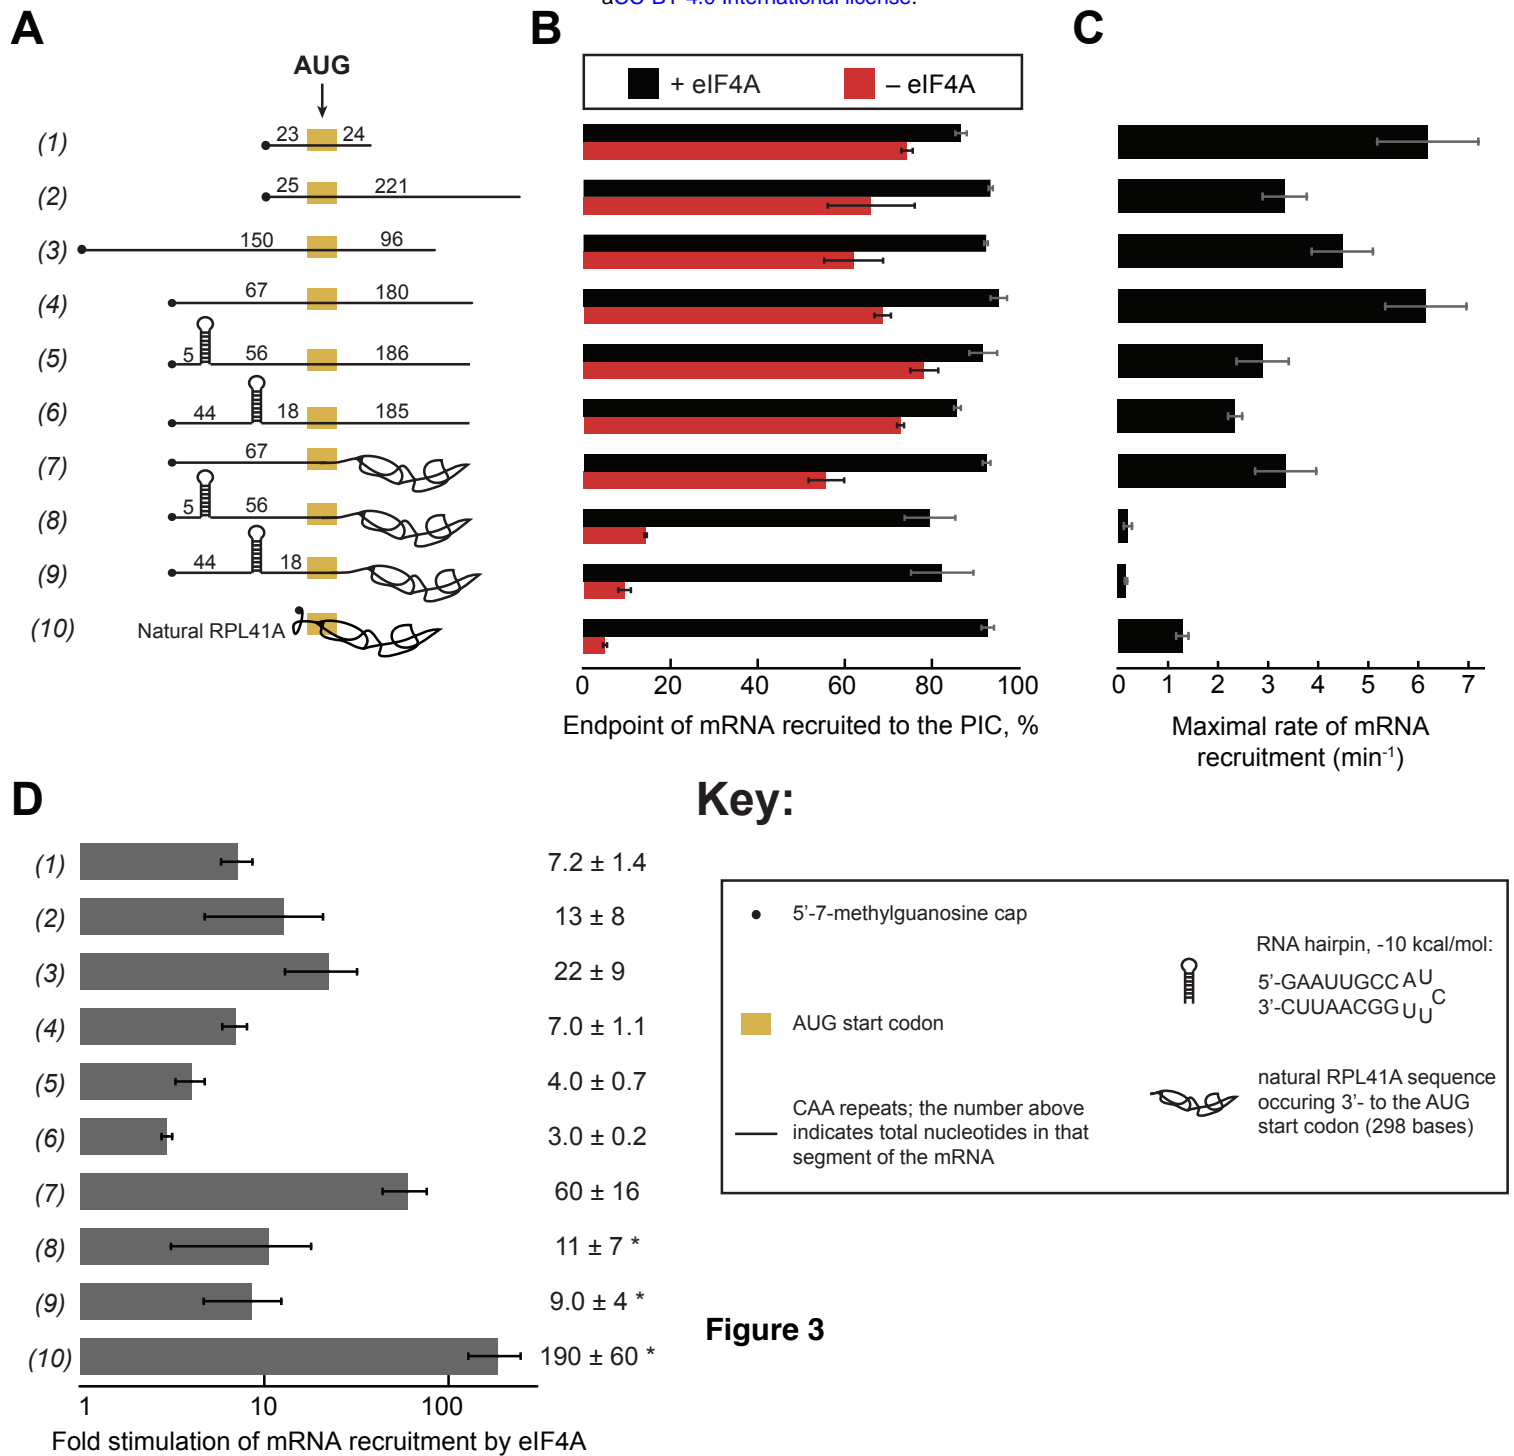 aCC-BY 4.0 International license.
A
B
C
AUG
+ eIF4A
– eIF4A
(1)
23
24
(2)
25
221
(3)
150
96
(4)
67
180
(5)
5
56
186
(6)
44
18
185
(7)
67
(8)
5
56
(9)
44
18
(10)
Natural RPL41A
0 20 40 60 80 100
Endpoint of mRNA recruited to the PIC, %
0 1 2 3 4 5 6 7
Maximal rate of mRNA
recruitment (min-1)
D
(1) 7.2 ± 1.4
(2) 13 ± 8
(3) 22 ± 9
(4) 7.0 ± 1.1
(5) 4.0 ± 0.7
(6) 3.0 ± 0.2
(7) 60 ± 16
(8) 11 ± 7 *
(9) 9.0 ± 4 *
(10) 190 ± 60 *
1 10 100
Fold stimulation of mRNA recruitment by eIF4A
Key:
5'-7-methylguanosine cap
AUG start codon
CAA repeats; the number above
indicates total nucleotides in that
segment of the mRNA
RNA hairpin, -10 kcal/mol:
5'-GAAUUGCC A U
C
3'-CUUAACGG U U
natural RPL41A sequence
occuring 3'- to the AUG
start codon (298 bases)
Figure 3